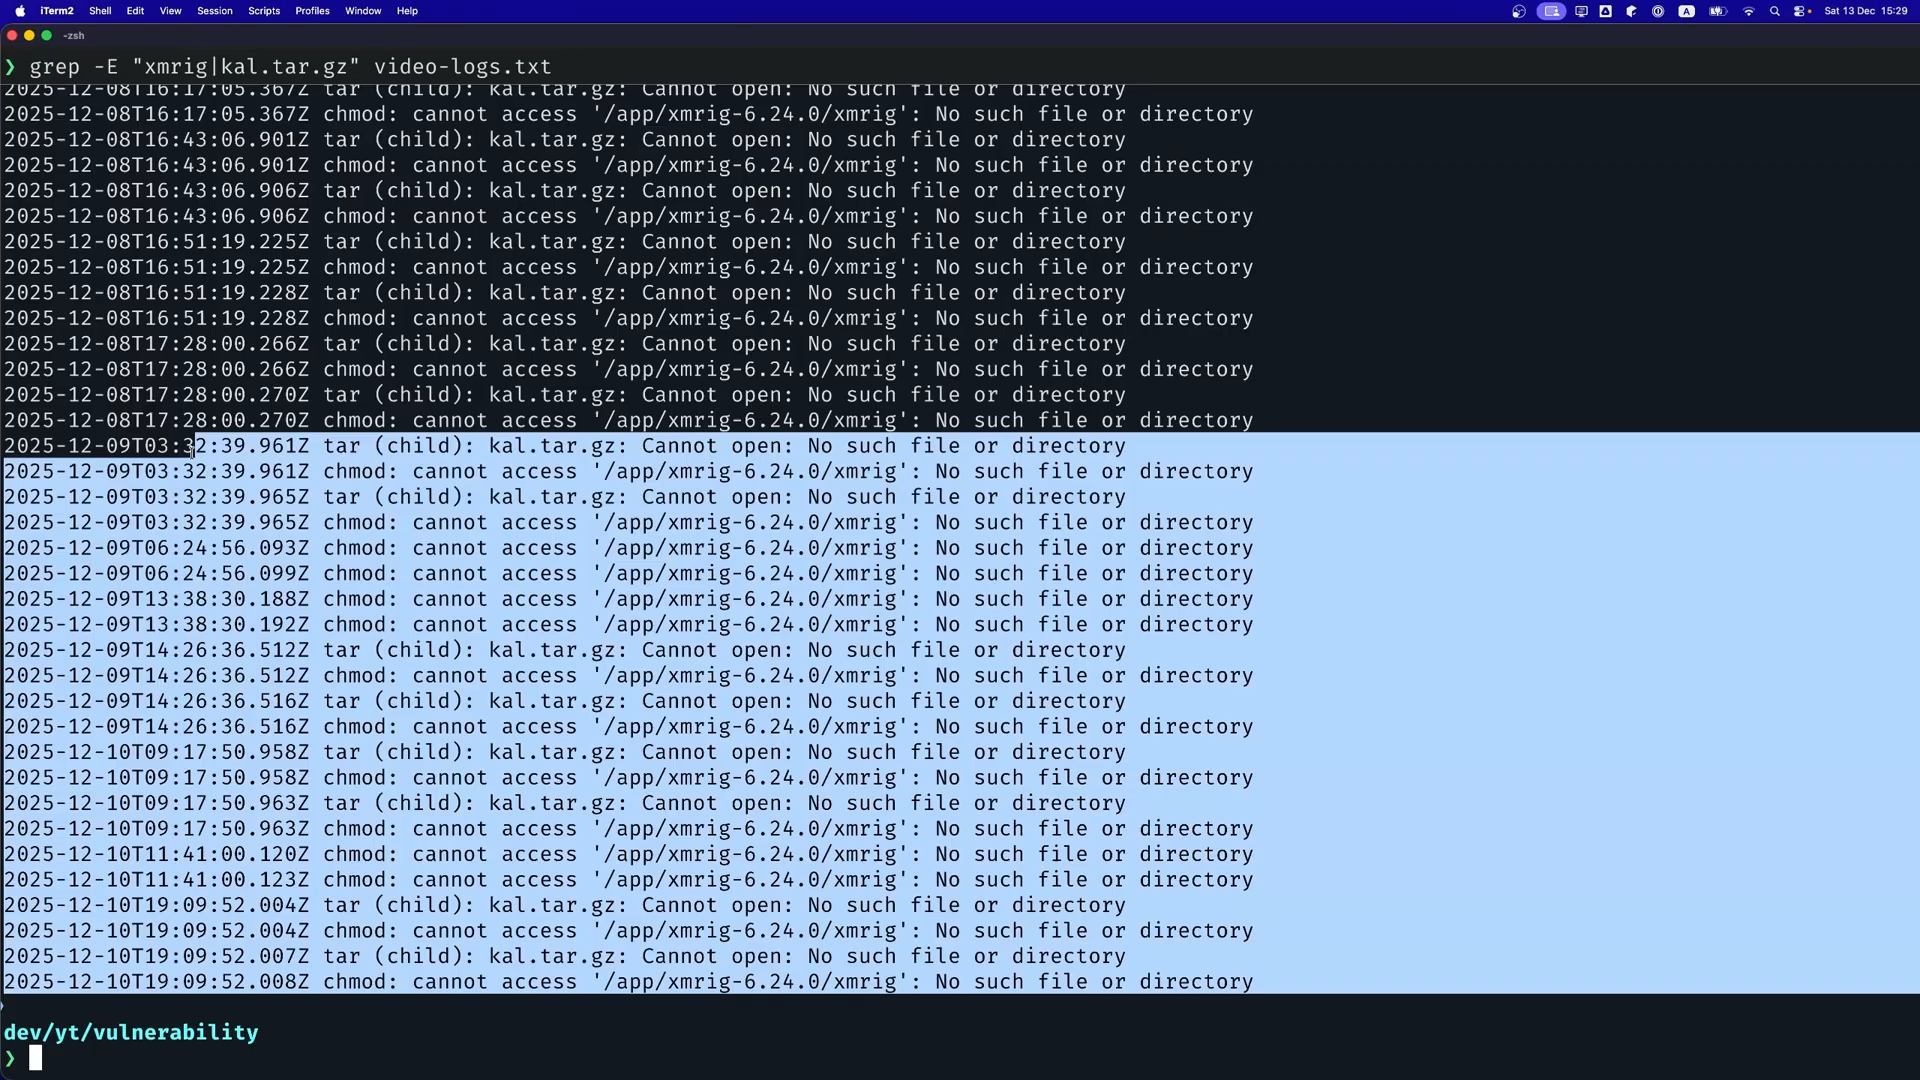 iTerm2 Shell Edit View Session Scripts Profiles Window Help A Sat 13 Dec 15:29
-zsh
❯ grep -E "xmrig|kal.tar.gz" video-logs.txt
2025-12-08T16:17:05.367Z tar (child): kal.tar.gz: Cannot open: No such file or directory
2025-12-08T16:17:05.367Z chmod: cannot access '/app/xmrig-6.24.0/xmrig': No such file or directory
2025-12-08T16:43:06.901Z tar (child): kal.tar.gz: Cannot open: No such file or directory
2025-12-08T16:43:06.901Z chmod: cannot access '/app/xmrig-6.24.0/xmrig': No such file or directory
2025-12-08T16:43:06.906Z tar (child): kal.tar.gz: Cannot open: No such file or directory
2025-12-08T16:43:06.906Z chmod: cannot access '/app/xmrig-6.24.0/xmrig': No such file or directory
2025-12-08T16:51:19.225Z tar (child): kal.tar.gz: Cannot open: No such file or directory
2025-12-08T16:51:19.225Z chmod: cannot access '/app/xmrig-6.24.0/xmrig': No such file or directory
2025-12-08T16:51:19.228Z tar (child): kal.tar.gz: Cannot open: No such file or directory
2025-12-08T16:51:19.228Z chmod: cannot access '/app/xmrig-6.24.0/xmrig': No such file or directory
2025-12-08T17:28:00.266Z tar (child): kal.tar.gz: Cannot open: No such file or directory
2025-12-08T17:28:00.266Z chmod: cannot access '/app/xmrig-6.24.0/xmrig': No such file or directory
2025-12-08T17:28:00.270Z tar (child): kal.tar.gz: Cannot open: No such file or directory
2025-12-08T17:28:00.270Z chmod: cannot access '/app/xmrig-6.24.0/xmrig': No such file or directory
2025-12-09T03:32:39.961Z tar (child): kal.tar.gz: Cannot open: No such file or directory
2025-12-09T03:32:39.961Z chmod: cannot access '/app/xmrig-6.24.0/xmrig': No such file or directory
2025-12-09T03:32:39.965Z tar (child): kal.tar.gz: Cannot open: No such file or directory
2025-12-09T03:32:39.965Z chmod: cannot access '/app/xmrig-6.24.0/xmrig': No such file or directory
2025-12-09T06:24:56.093Z chmod: cannot access '/app/xmrig-6.24.0/xmrig': No such file or directory
2025-12-09T06:24:56.099Z chmod: cannot access '/app/xmrig-6.24.0/xmrig': No such file or directory
2025-12-09T13:38:30.188Z chmod: cannot access '/app/xmrig-6.24.0/xmrig': No such file or directory
2025-12-09T13:38:30.192Z chmod: cannot access '/app/xmrig-6.24.0/xmrig': No such file or directory
2025-12-09T14:26:36.512Z tar (child): kal.tar.gz: Cannot open: No such file or directory
2025-12-09T14:26:36.512Z chmod: cannot access '/app/xmrig-6.24.0/xmrig': No such file or directory
2025-12-09T14:26:36.516Z tar (child): kal.tar.gz: Cannot open: No such file or directory
2025-12-09T14:26:36.516Z chmod: cannot access '/app/xmrig-6.24.0/xmrig': No such file or directory
2025-12-10T09:17:50.958Z tar (child): kal.tar.gz: Cannot open: No such file or directory
2025-12-10T09:17:50.958Z chmod: cannot access '/app/xmrig-6.24.0/xmrig': No such file or directory
2025-12-10T09:17:50.963Z tar (child): kal.tar.gz: Cannot open: No such file or directory
2025-12-10T09:17:50.963Z chmod: cannot access '/app/xmrig-6.24.0/xmrig': No such file or directory
2025-12-10T11:41:00.120Z chmod: cannot access '/app/xmrig-6.24.0/xmrig': No such file or directory
2025-12-10T11:41:00.123Z chmod: cannot access '/app/xmrig-6.24.0/xmrig': No such file or directory
2025-12-10T19:09:52.004Z tar (child): kal.tar.gz: Cannot open: No such file or directory
2025-12-10T19:09:52.004Z chmod: cannot access '/app/xmrig-6.24.0/xmrig': No such file or directory
2025-12-10T19:09:52.007Z tar (child): kal.tar.gz: Cannot open: No such file or directory
2025-12-10T19:09:52.008Z chmod: cannot access '/app/xmrig-6.24.0/xmrig': No such file or directory
dev/yt/vulnerability
❯